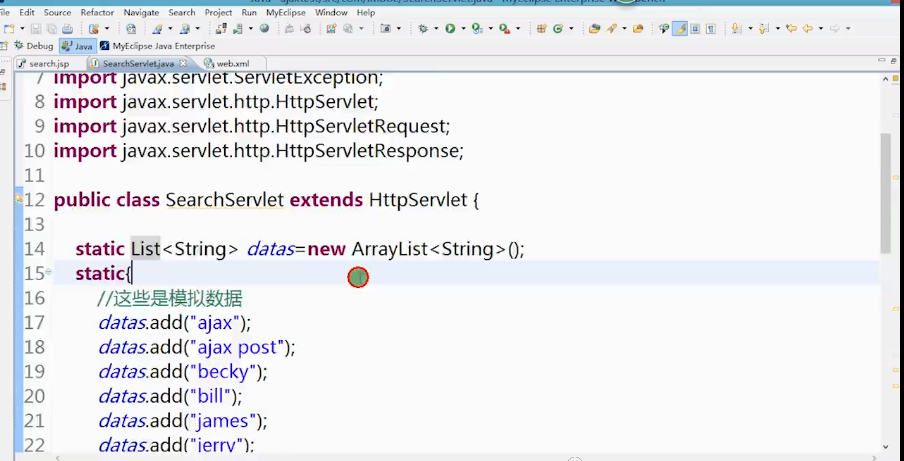 File Edit Source Refactor Navigate Search Project Run MyEclipse Window Help
Debug Java MyEclipse Java Enterprise
search.jsp SearchServlet.java web.xml
7 import javax.servlet.ServletException;
8 import javax.servlet.http.HttpServlet;
9 import javax.servlet.http.HttpServletRequest;
10 import javax.servlet.http.HttpServletResponse;
11
12 public class SearchServlet extends HttpServlet {
13
14 static List<String> datas=new ArrayList<String>();
15 static{
16 //这些是模拟数据
17 datas.add("ajax");
18 datas.add("ajax post");
19 datas.add("becky");
20 datas.add("bill");
21 datas.add("james");
22 datas.add("jerry");